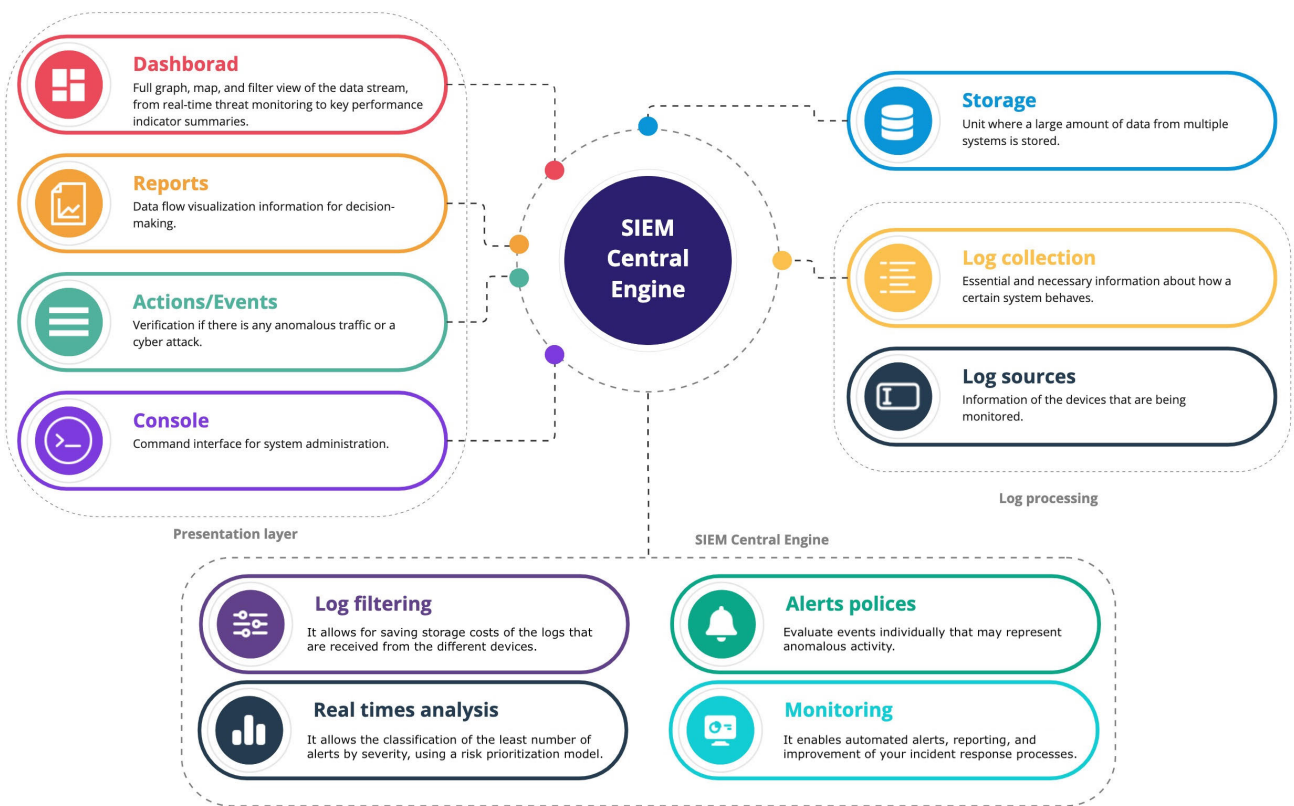 Dashborad
Full graph, map, and filter view of the data stream,
from real-time threat monitoring to key performance
indicator summaries.
Reports
Data flow visualization information for decision-
making.
Actions/Events
Verification if there is any anomalous traffic or a
cyber attack.
Console
Command interface for system administration.
Presentation layer
SIEM
Central
Engine
Storage
Unit where a large amount of data from multiple
systems is stored.
Log collection
Essential and necessary information about how a
certain system behaves.
Log sources
Information of the devices that are being
monitored.
Log processing
SIEM Central Engine
Log filtering
It allows for saving storage costs of the logs that
are received from the different devices.
Alerts polices
Evaluate events individually that may represent
anomalous activity.
Real times analysis
It allows the classification of the least number of
alerts by severity, using a risk prioritization model.
Monitoring
It enables automated alerts, reporting, and
improvement of your incident response processes.